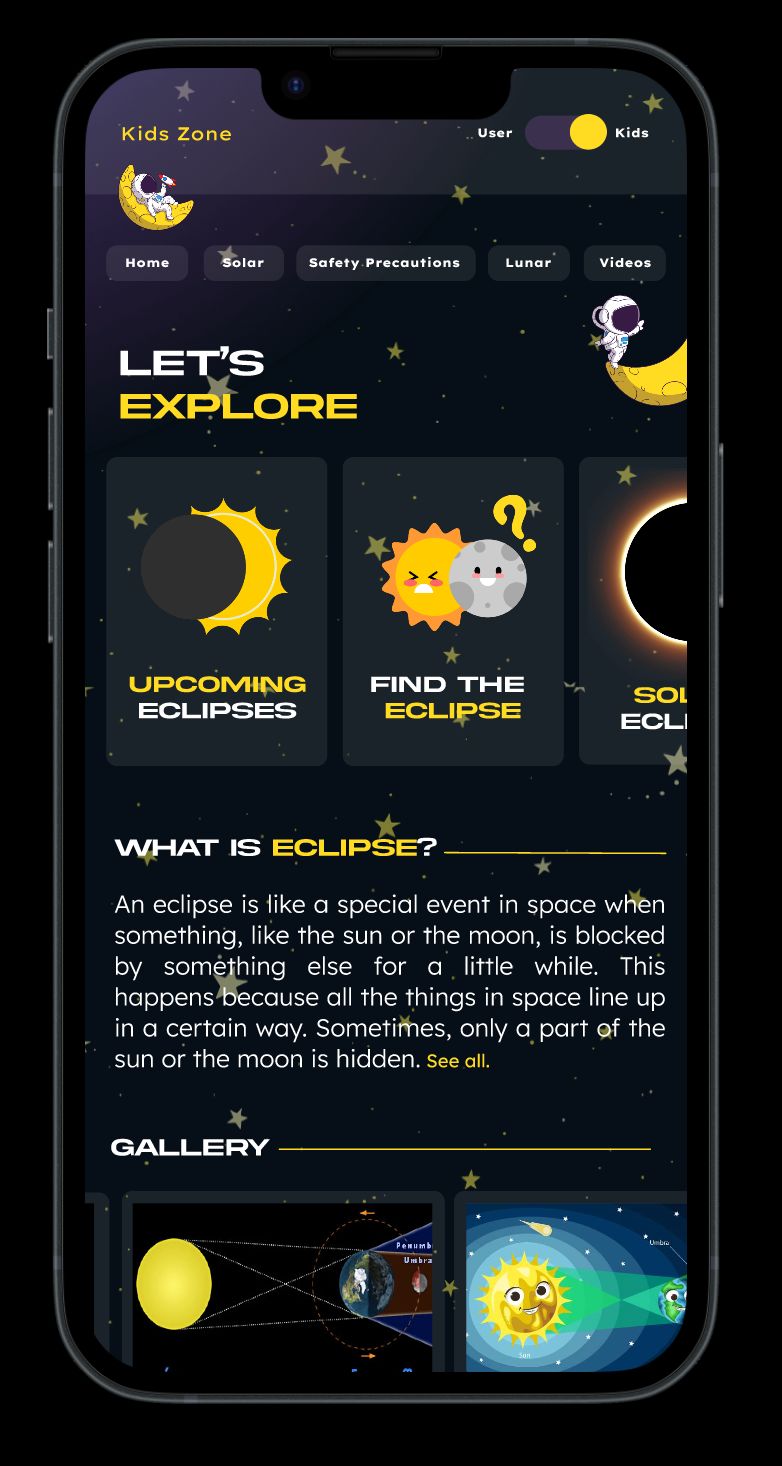 Kids Zone
User
Kids
Home
Solar
Safety Precautions
Lunar
Videos
LET'S
EXPLORE
UPCOMING
ECLIPSES
FIND THE
ECLIPSE
SOL
ECL
WHAT IS ECLIPSE?
An eclipse is like a special event in space when
something, like the sun or the moon, is blocked
by something else for a little while. This
happens because all the things in space line up
in a certain way. Sometimes, only a part of the
sun or the moon is hidden. See all.
GALLERY
Penumb
Umbra
Umbra
Sun